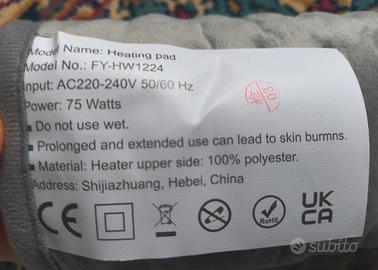 Model Name: Heating pad
Model No.: FY-HW1224
Input: AC220-240V 50/60 Hz
Power: 75 Watts
Do not use wet.
Prolonged and extended use can lead to skin burmns.
Material: Heater upper side: 100% polyester.
Address: Shijiazhuang, Hebei, China
CE
RoHS
UK
CA
subito